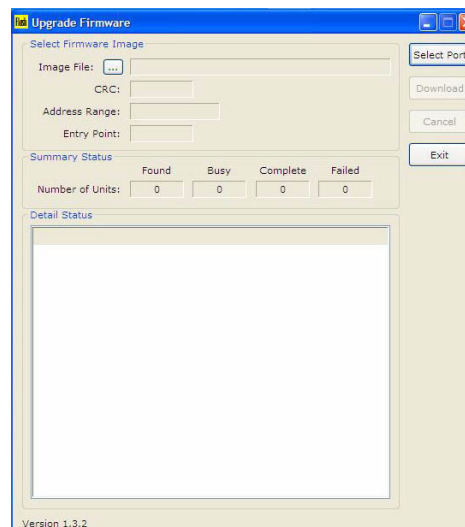 Flash Upgrade Firmware
Select Firmware Image
Image File: ...
CRC:
Address Range:
Entry Point:
Select Port
Download
Cancel
Exit
Summary Status
Found Busy Complete Failed
Number of Units: 0 0 0 0
Detail Status
Version 1.3.2